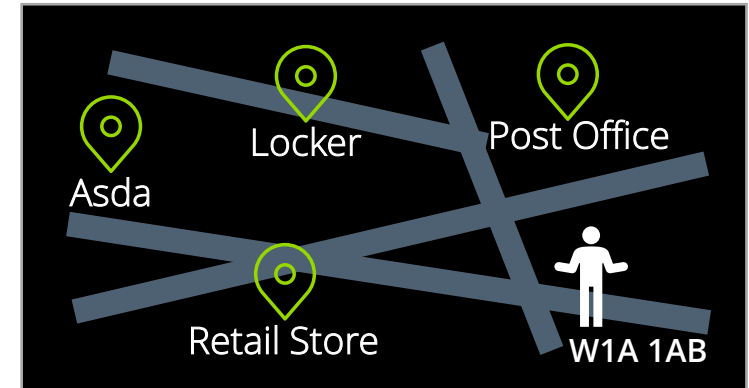 Locker
Post Office
Asda
Retail Store
W1A 1AB